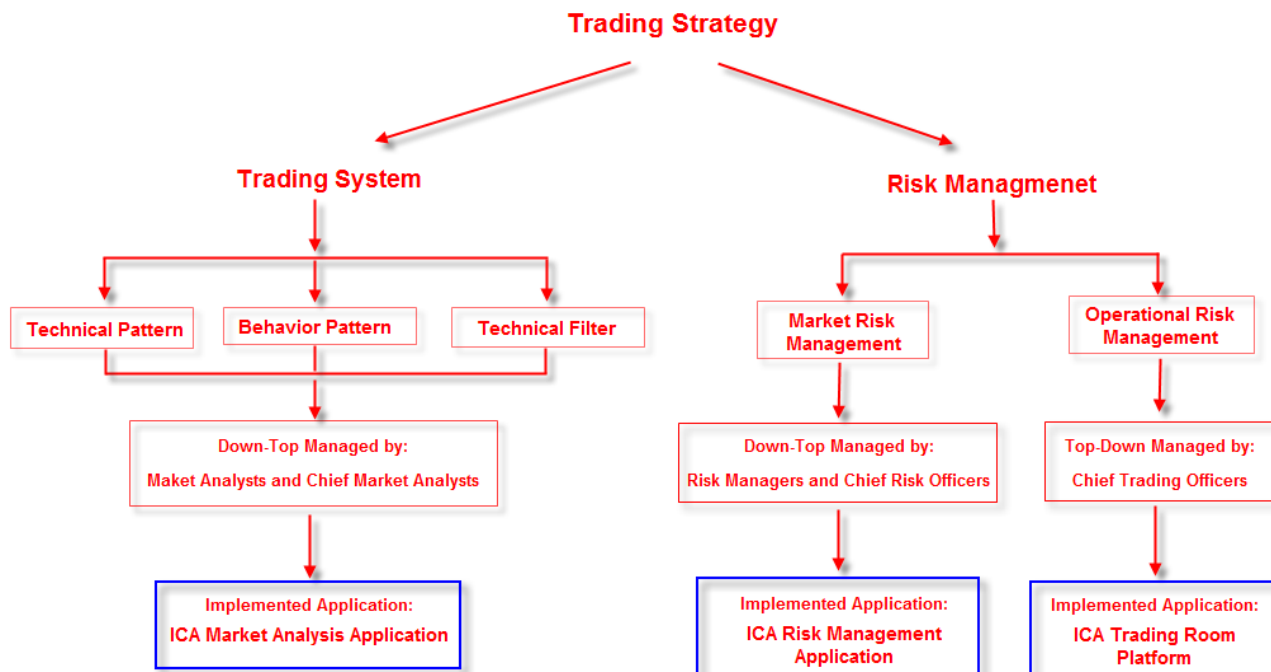 Trading Strategy
Trading System
Risk Managmenet
Technical Pattern
Behavior Pattern
Technical Filter
Market Risk
Management
Operational Risk
Management
Down-Top Managed by:
Maket Analysts and Chief Market Analysts
Down-Top Managed by:
Risk Managers and Chief Risk Officers
Top-Down Managed by:
Chief Trading Officers
Implemented Application:
ICA Market Analysis Application
Implemented Application:
ICA Risk Management
Application
Implemented Application:
ICA Trading Room
Platform